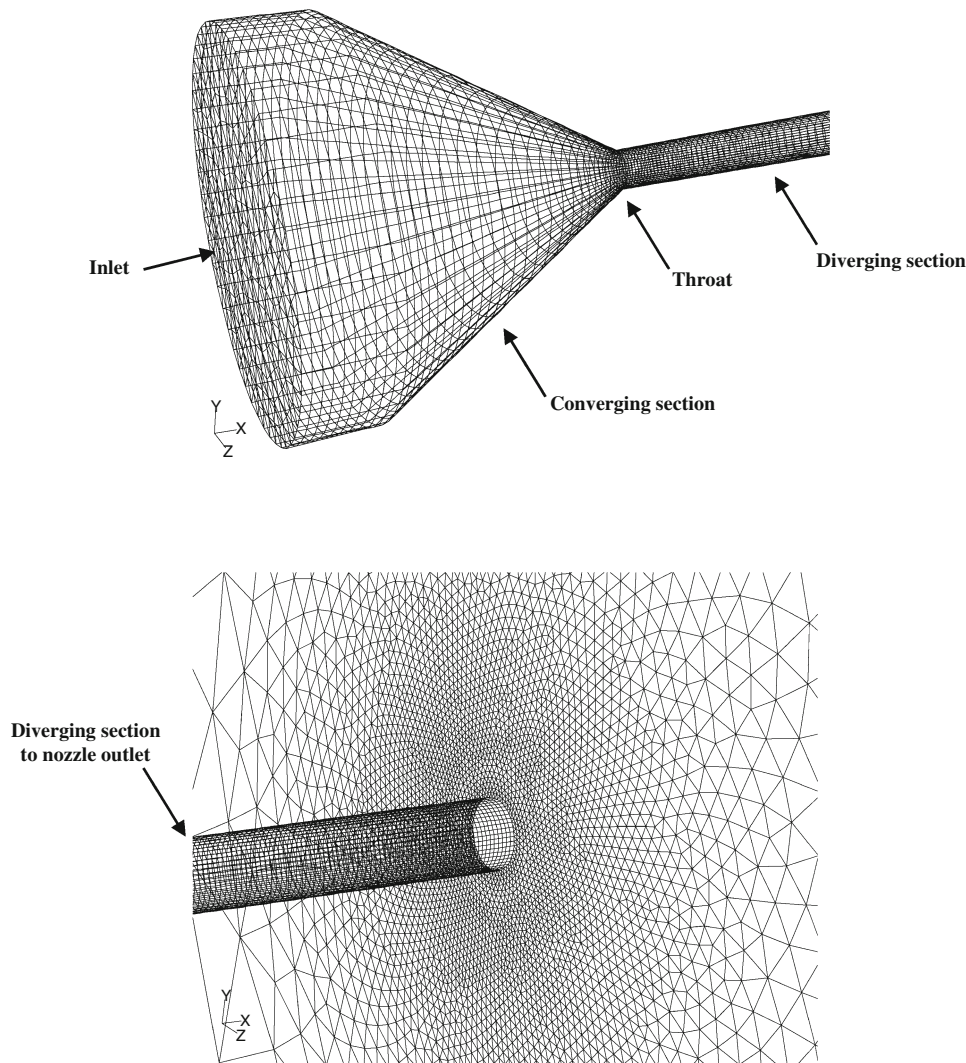 Inlet
Throat
Diverging section
Converging section
Y
X
Z
Diverging section
to nozzle outlet
Y
X
Z